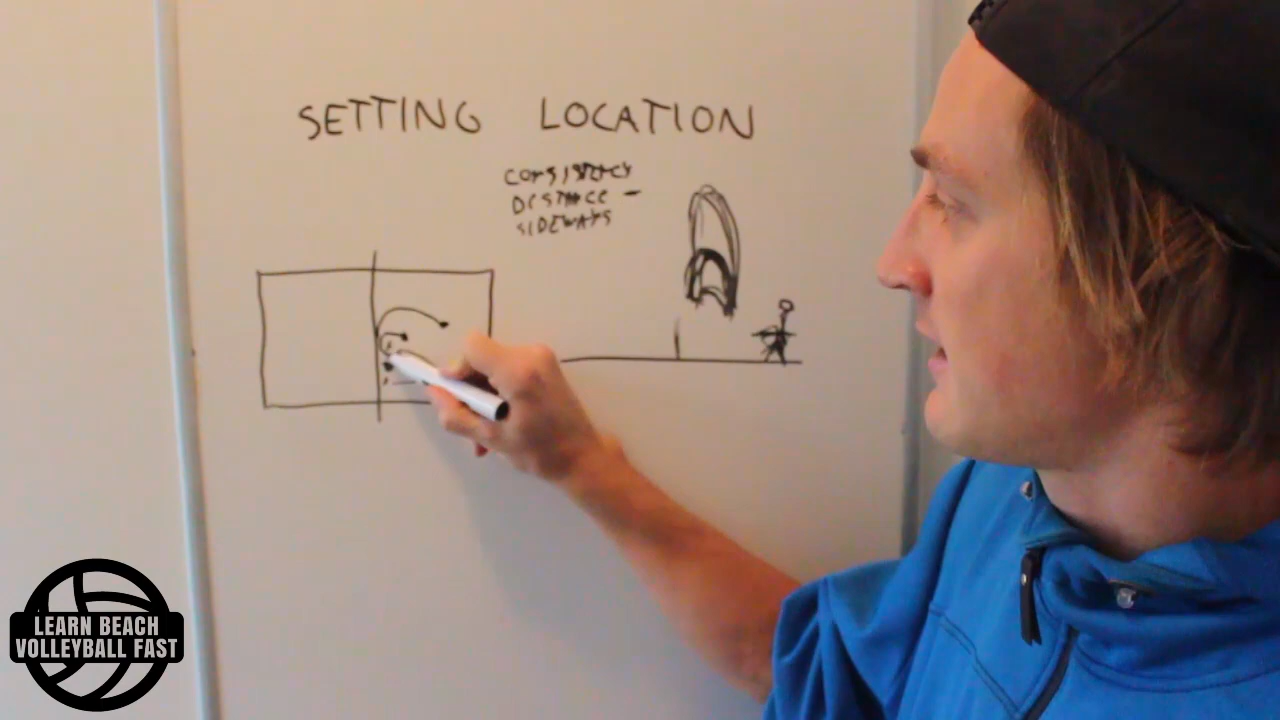 SETTING LOCATION
CONSISTENCY
DISTANCE -
SIDEWAYS
LEARN BEACH
VOLLEYBALL FAST